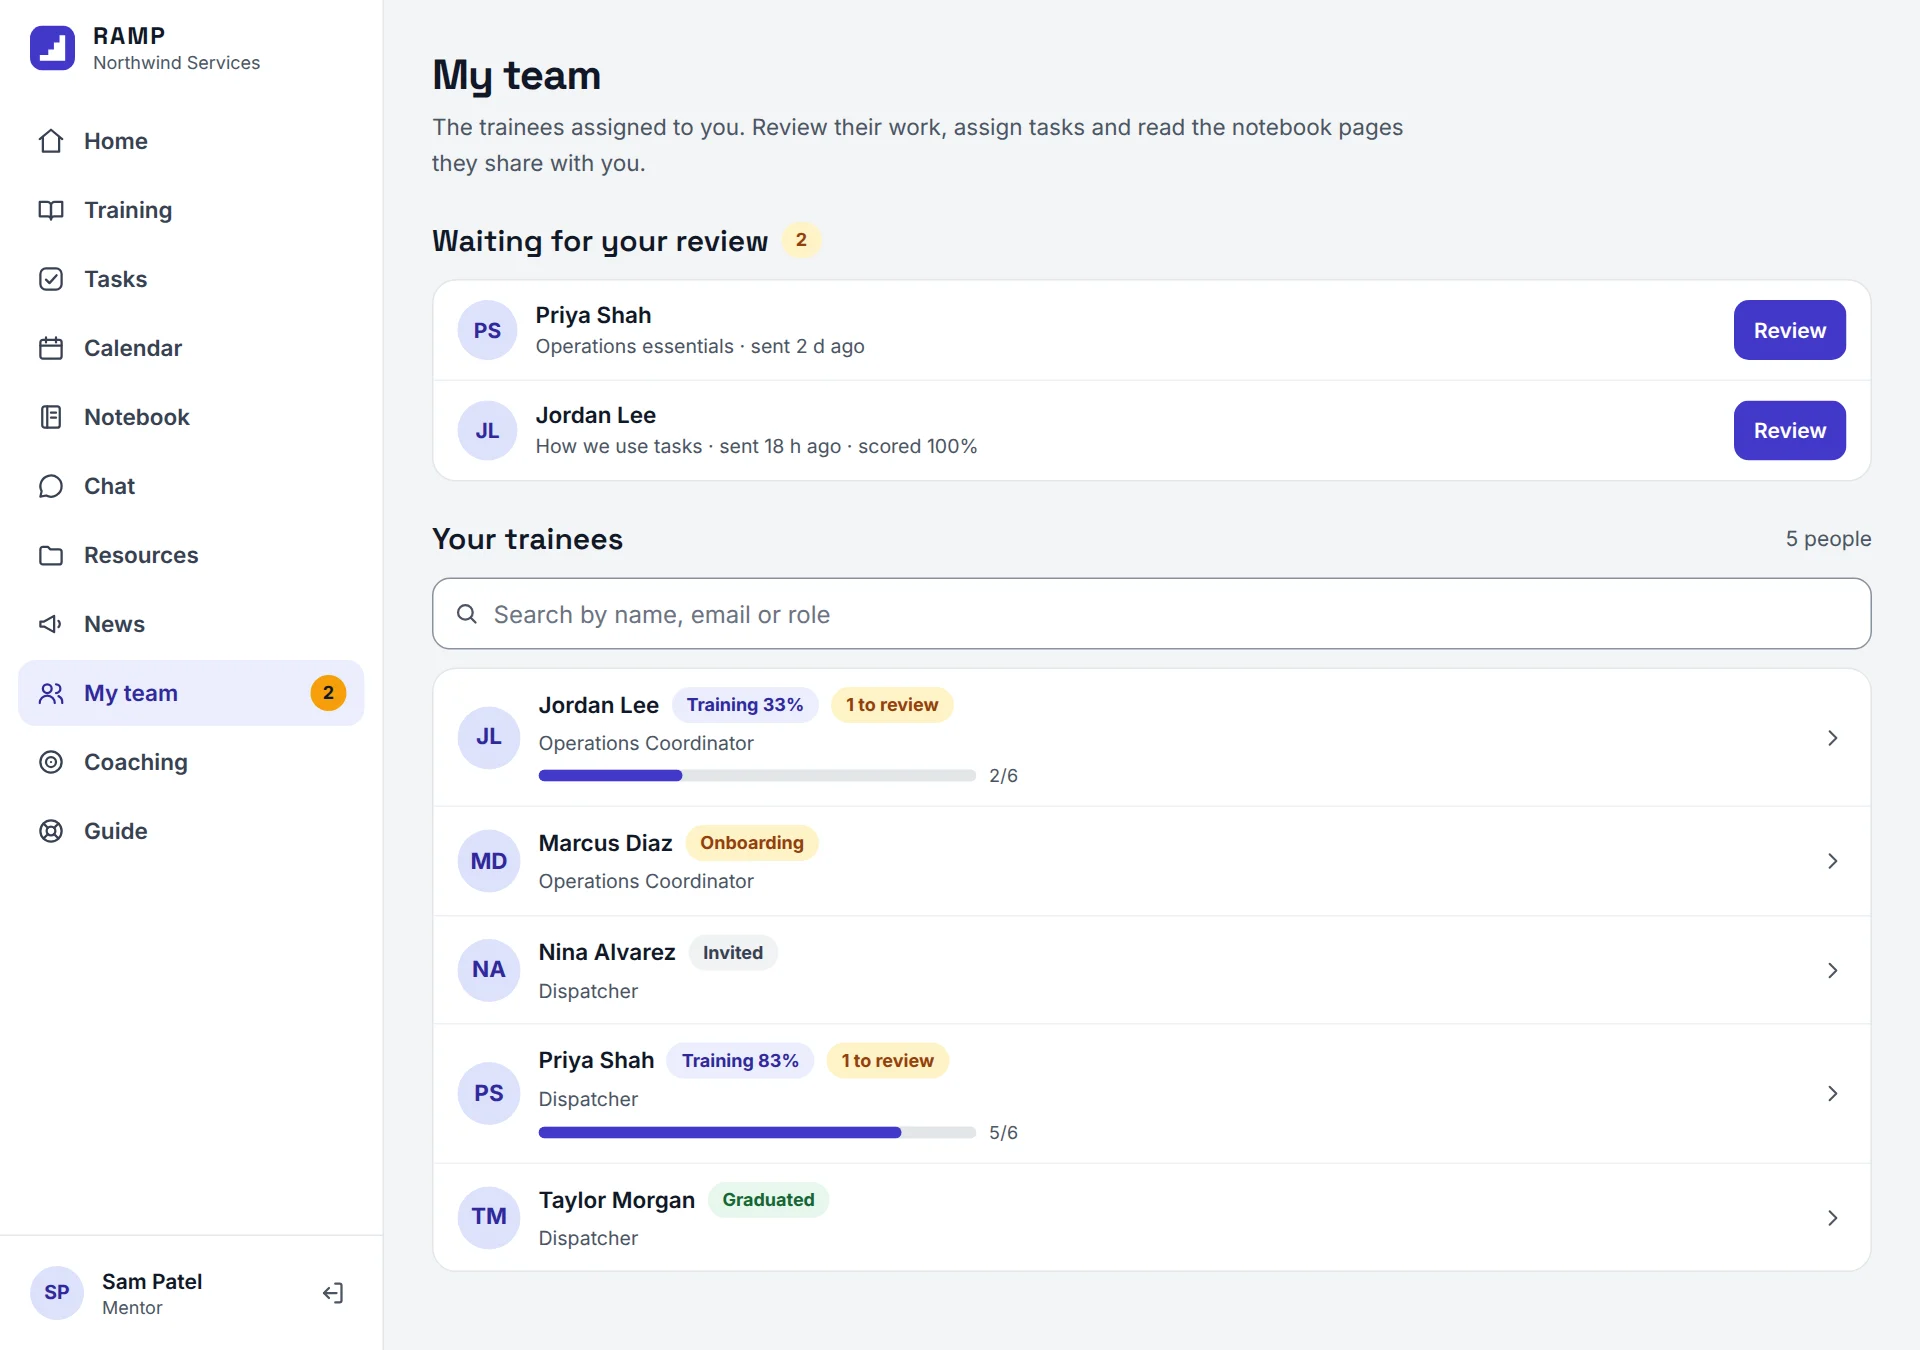 RAMP
Northwind Services
Home
Training
Tasks
Calendar
Notebook
Chat
Resources
News
My team
2
Coaching
Guide
SP
Sam Patel
Mentor
My team
The trainees assigned to you. Review their work, assign tasks and read the notebook pages
they share with you.
Waiting for your review 2
PS
Priya Shah
Operations essentials · sent 2 d ago
Review
JL
Jordan Lee
How we use tasks · sent 18 h ago · scored 100%
Review
Your trainees
5 people
Search by name, email or role
JL
Jordan Lee Training 33% 1 to review
Operations Coordinator
2/6
MD
Marcus Diaz Onboarding
Operations Coordinator
NA
Nina Alvarez Invited
Dispatcher
PS
Priya Shah Training 83% 1 to review
Dispatcher
5/6
TM
Taylor Morgan Graduated
Dispatcher